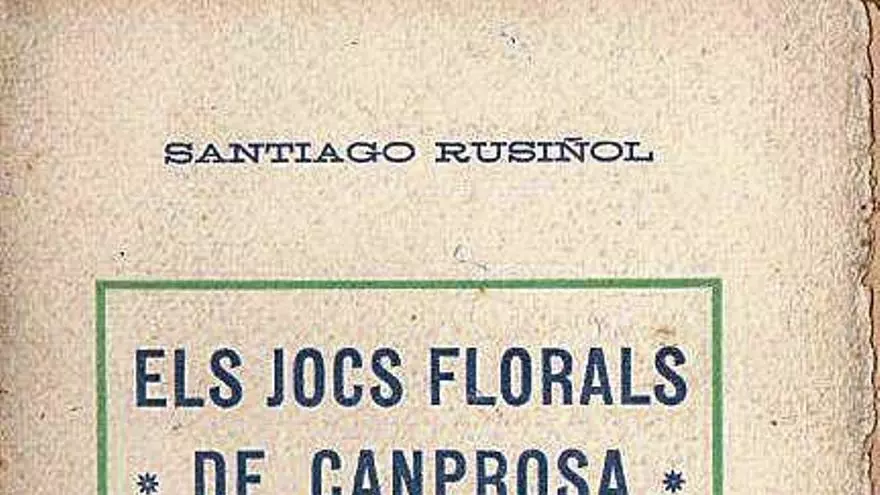 SANTIAGO RUSIÑOL
ELS JOCS FLORALS
* DE CANPROSA *